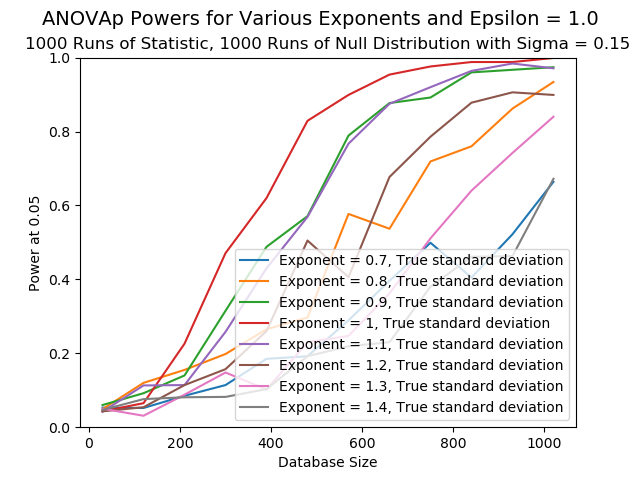 ANOVAp Powers for Various Exponents and Epsilon = 1.0
1000 Runs of Statistic, 1000 Runs of Null Distribution with Sigma = 0.15
Power at 0.05
1.0
0.8
0.6
0.4
0.2
0.0
Exponent = 0.7, True standard deviation
Exponent = 0.8, True standard deviation
Exponent = 0.9, True standard deviation
Exponent = 1, True standard deviation
Exponent = 1.1, True standard deviation
Exponent = 1.2, True standard deviation
Exponent = 1.3, True standard deviation
Exponent = 1.4, True standard deviation
0 200 400 600 800 1000
Database Size